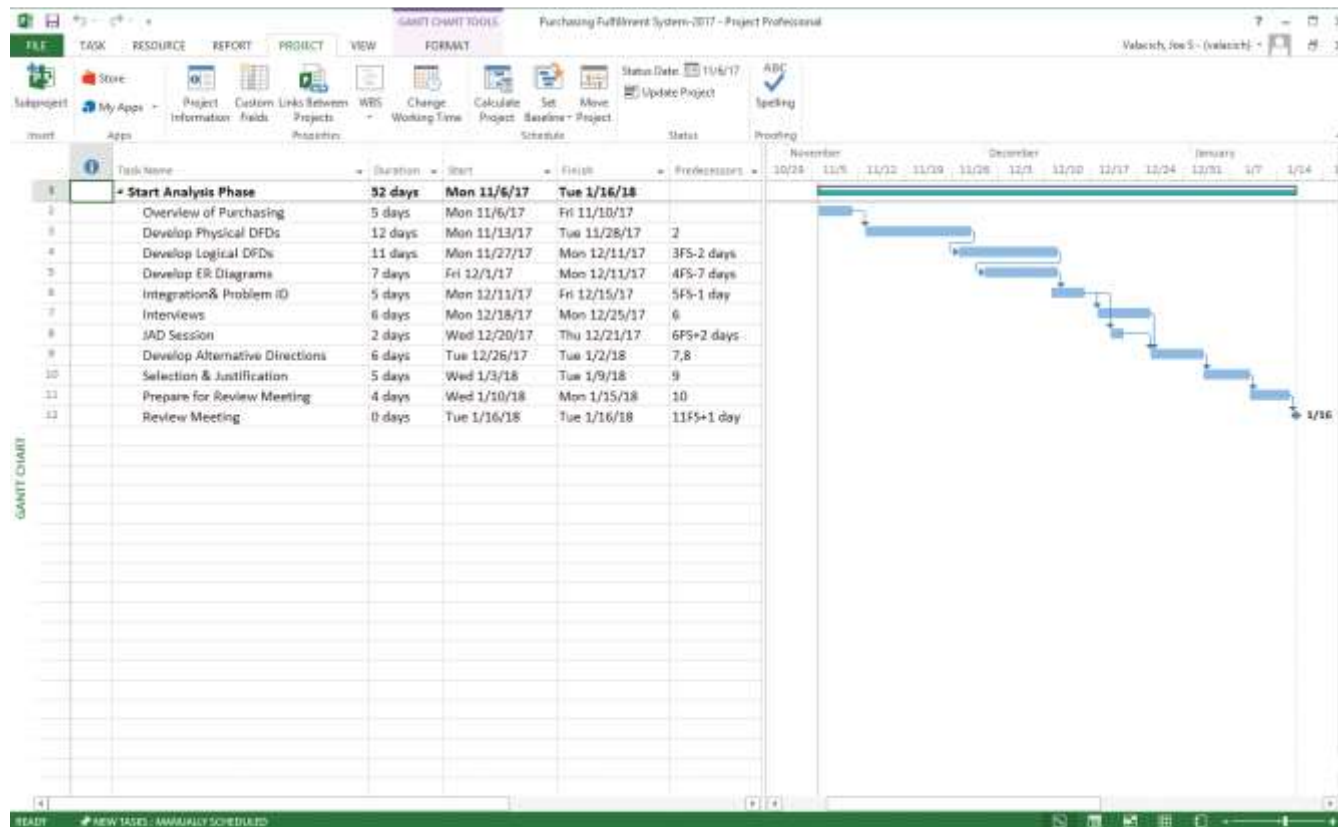 GANTT CHART TOOLS Purchasing Fulfillment System-2017 - Project Professional
FILE TASK RESOURCE REPORT PROJECT VIEW FORMAT Valacich, Joe S - (valacich)
Subproject
Store
My Apps
Project Information
Custom Fields
Links Between Projects
WBS
Change Working Time
Calculate Project
Set Baseline
Move Project
Status Date: 11/6/17
Update Project
ABC
Spelling
Insert Apps Properties Schedule Status Proofing
November December January
Task Name Duration Start Finish Predecessors 10/29 11/5 11/12 11/19 11/26 12/3 12/10 12/17 12/24 12/31 1/7 1/14
1 Start Analysis Phase 52 days Mon 11/6/17 Tue 1/16/18
2 Overview of Purchasing 5 days Mon 11/6/17 Fri 11/10/17
3 Develop Physical DFDs 12 days Mon 11/13/17 Tue 11/28/17 2
4 Develop Logical DFDs 11 days Mon 11/27/17 Mon 12/11/17 3FS-2 days
5 Develop ER Diagrams 7 days Fri 12/1/17 Mon 12/11/17 4FS-7 days
6 Integration& Problem ID 5 days Mon 12/11/17 Fri 12/15/17 5FS-1 day
7 Interviews 6 days Mon 12/18/17 Mon 12/25/17 6
8 JAD Session 2 days Wed 12/20/17 Thu 12/21/17 6FS+2 days
9 Develop Alternative Directions 6 days Tue 12/26/17 Tue 1/2/18 7,8
10 Selection & Justification 5 days Wed 1/3/18 Tue 1/9/18 9
11 Prepare for Review Meeting 4 days Wed 1/10/18 Mon 1/15/18 10
12 Review Meeting 0 days Tue 1/16/18 Tue 1/16/18 11FS+1 day 1/16
GANTT CHART
READY NEW TASKS : MANUALLY SCHEDULED